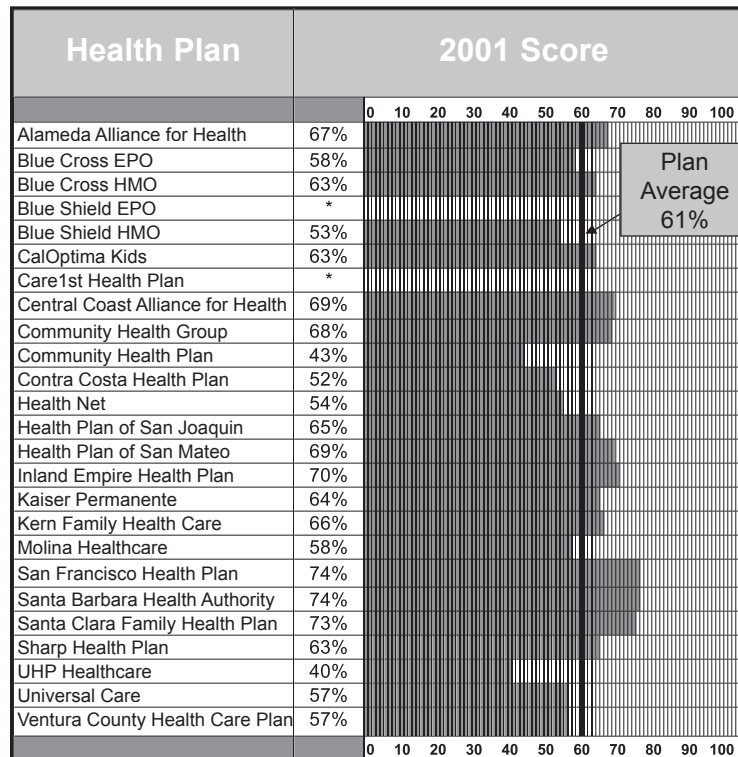 Health Plan 2001 Score
0 10 20 30 40 50 60 70 80 90 100
Alameda Alliance for Health 67%
Blue Cross EPO 58%
Blue Cross HMO 63%
Blue Shield EPO *
Blue Shield HMO 53%
CalOptima Kids 63%
Care1st Health Plan *
Central Coast Alliance for Health 69%
Community Health Group 68%
Community Health Plan 43%
Contra Costa Health Plan 52%
Health Net 54%
Health Plan of San Joaquin 65%
Health Plan of San Mateo 69%
Inland Empire Health Plan 70%
Kaiser Permanente 64%
Kern Family Health Care 66%
Molina Healthcare 58%
San Francisco Health Plan 74%
Santa Barbara Health Authority 74%
Santa Clara Family Health Plan 73%
Sharp Health Plan 63%
UHP Healthcare 40%
Universal Care 57%
Ventura County Health Care Plan 57%
0 10 20 30 40 50 60 70 80 90 100
Plan
Average
61%